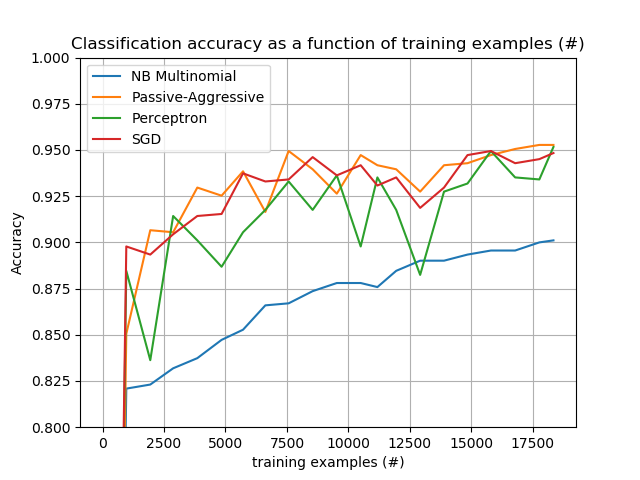 Classification accuracy as a function of training examples (#)
1.000
0.975
0.950
0.925
0.900
0.875
0.850
0.825
0.800
Accuracy
NB Multinomial
Passive-Aggressive
Perceptron
SGD
0 2500 5000 7500 10000 12500 15000 17500
training examples (#)